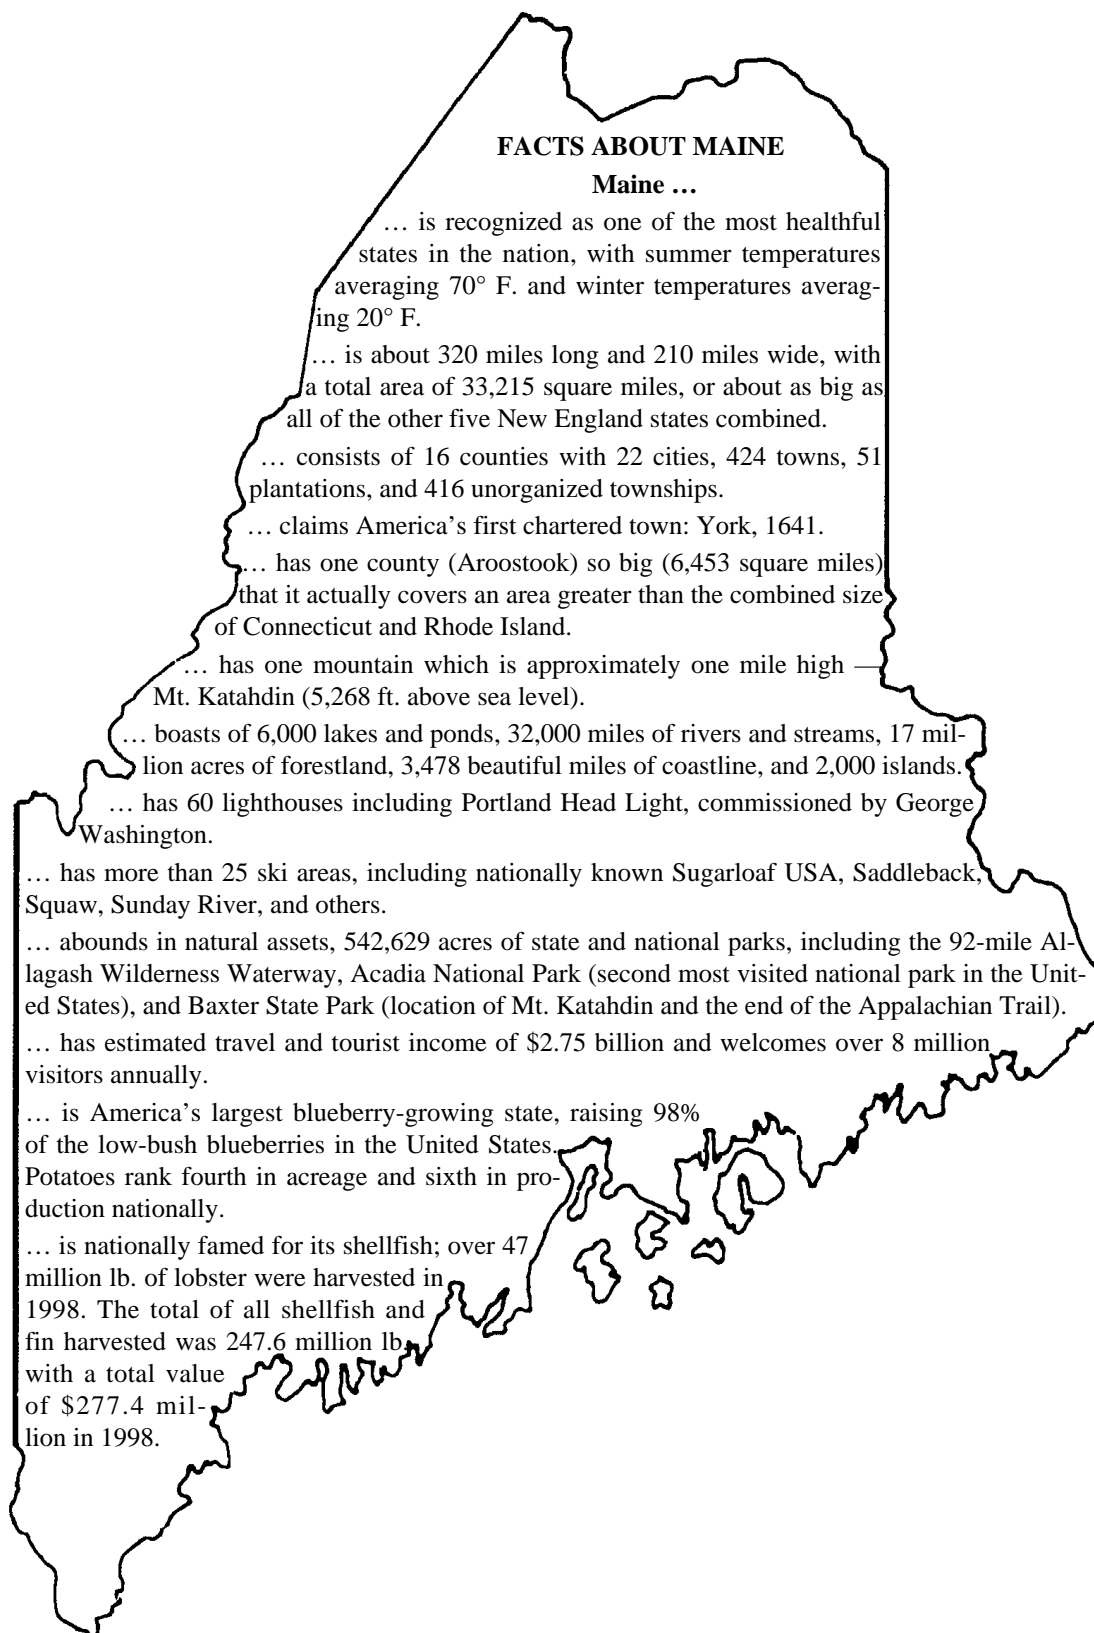 FACTS ABOUT MAINE
Maine …
… is recognized as one of the most healthful
states in the nation, with summer temperatures
averaging 70° F. and winter temperatures averag-
ing 20° F.
… is about 320 miles long and 210 miles wide, with
a total area of 33,215 square miles, or about as big as
all of the other five New England states combined.
… consists of 16 counties with 22 cities, 424 towns, 51
plantations, and 416 unorganized townships.
… claims America’s first chartered town: York, 1641.
… has one county (Aroostook) so big (6,453 square miles)
that it actually covers an area greater than the combined size
of Connecticut and Rhode Island.
… has one mountain which is approximately one mile high —
Mt. Katahdin (5,268 ft. above sea level).
… boasts of 6,000 lakes and ponds, 32,000 miles of rivers and streams, 17 mil-
lion acres of forestland, 3,478 beautiful miles of coastline, and 2,000 islands.
… has 60 lighthouses including Portland Head Light, commissioned by George
Washington.
… has more than 25 ski areas, including nationally known Sugarloaf USA, Saddleback,
Squaw, Sunday River, and others.
… abounds in natural assets, 542,629 acres of state and national parks, including the 92-mile Al-
lagash Wilderness Waterway, Acadia National Park (second most visited national park in the Unit-
ed States), and Baxter State Park (location of Mt. Katahdin and the end of the Appalachian Trail).
… has estimated travel and tourist income of $2.75 billion and welcomes over 8 million
visitors annually.
… is America’s largest blueberry-growing state, raising 98%
of the low-bush blueberries in the United States.
Potatoes rank fourth in acreage and sixth in pro-
duction nationally.
… is nationally famed for its shellfish; over 47
million lb. of lobster were harvested in
1998. The total of all shellfish and
fin harvested was 247.6 million lb.
with a total value
of $277.4 mil-
lion in 1998.